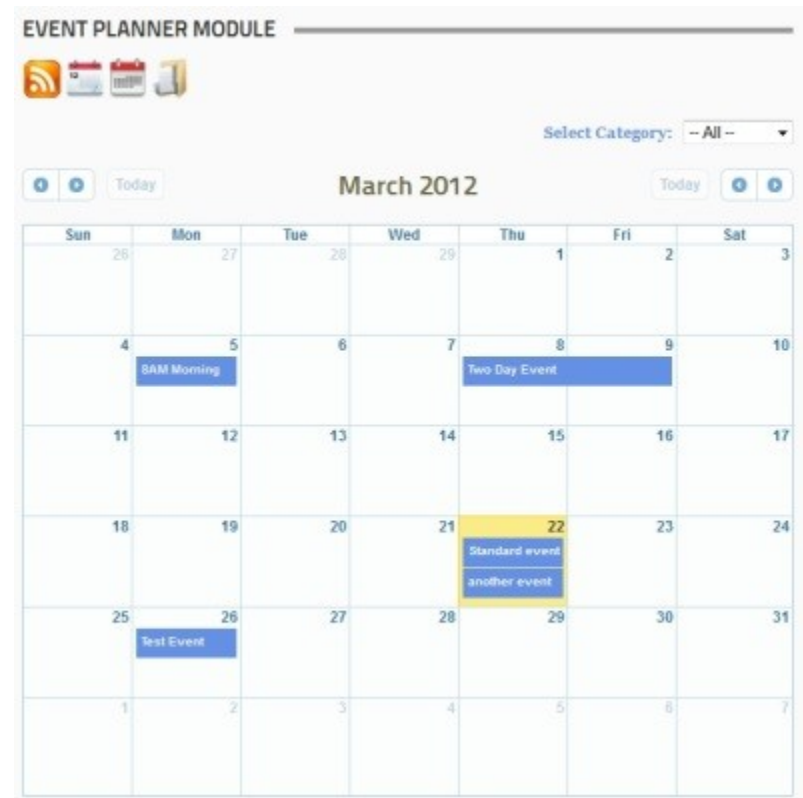 EVENT PLANNER MODULE
Select Category: -- All --
Today March 2012 Today
Sun Mon Tue Wed Thu Fri Sat
26 27 28 29 1 2 3
4 5 6 7 8 9 10
8AM Morning Two Day Event
11 12 13 14 15 16 17
18 19 20 21 22 23 24
Standard event
another event
25 26 27 28 29 30 31
Test Event
1 2 3 4 5 6 7